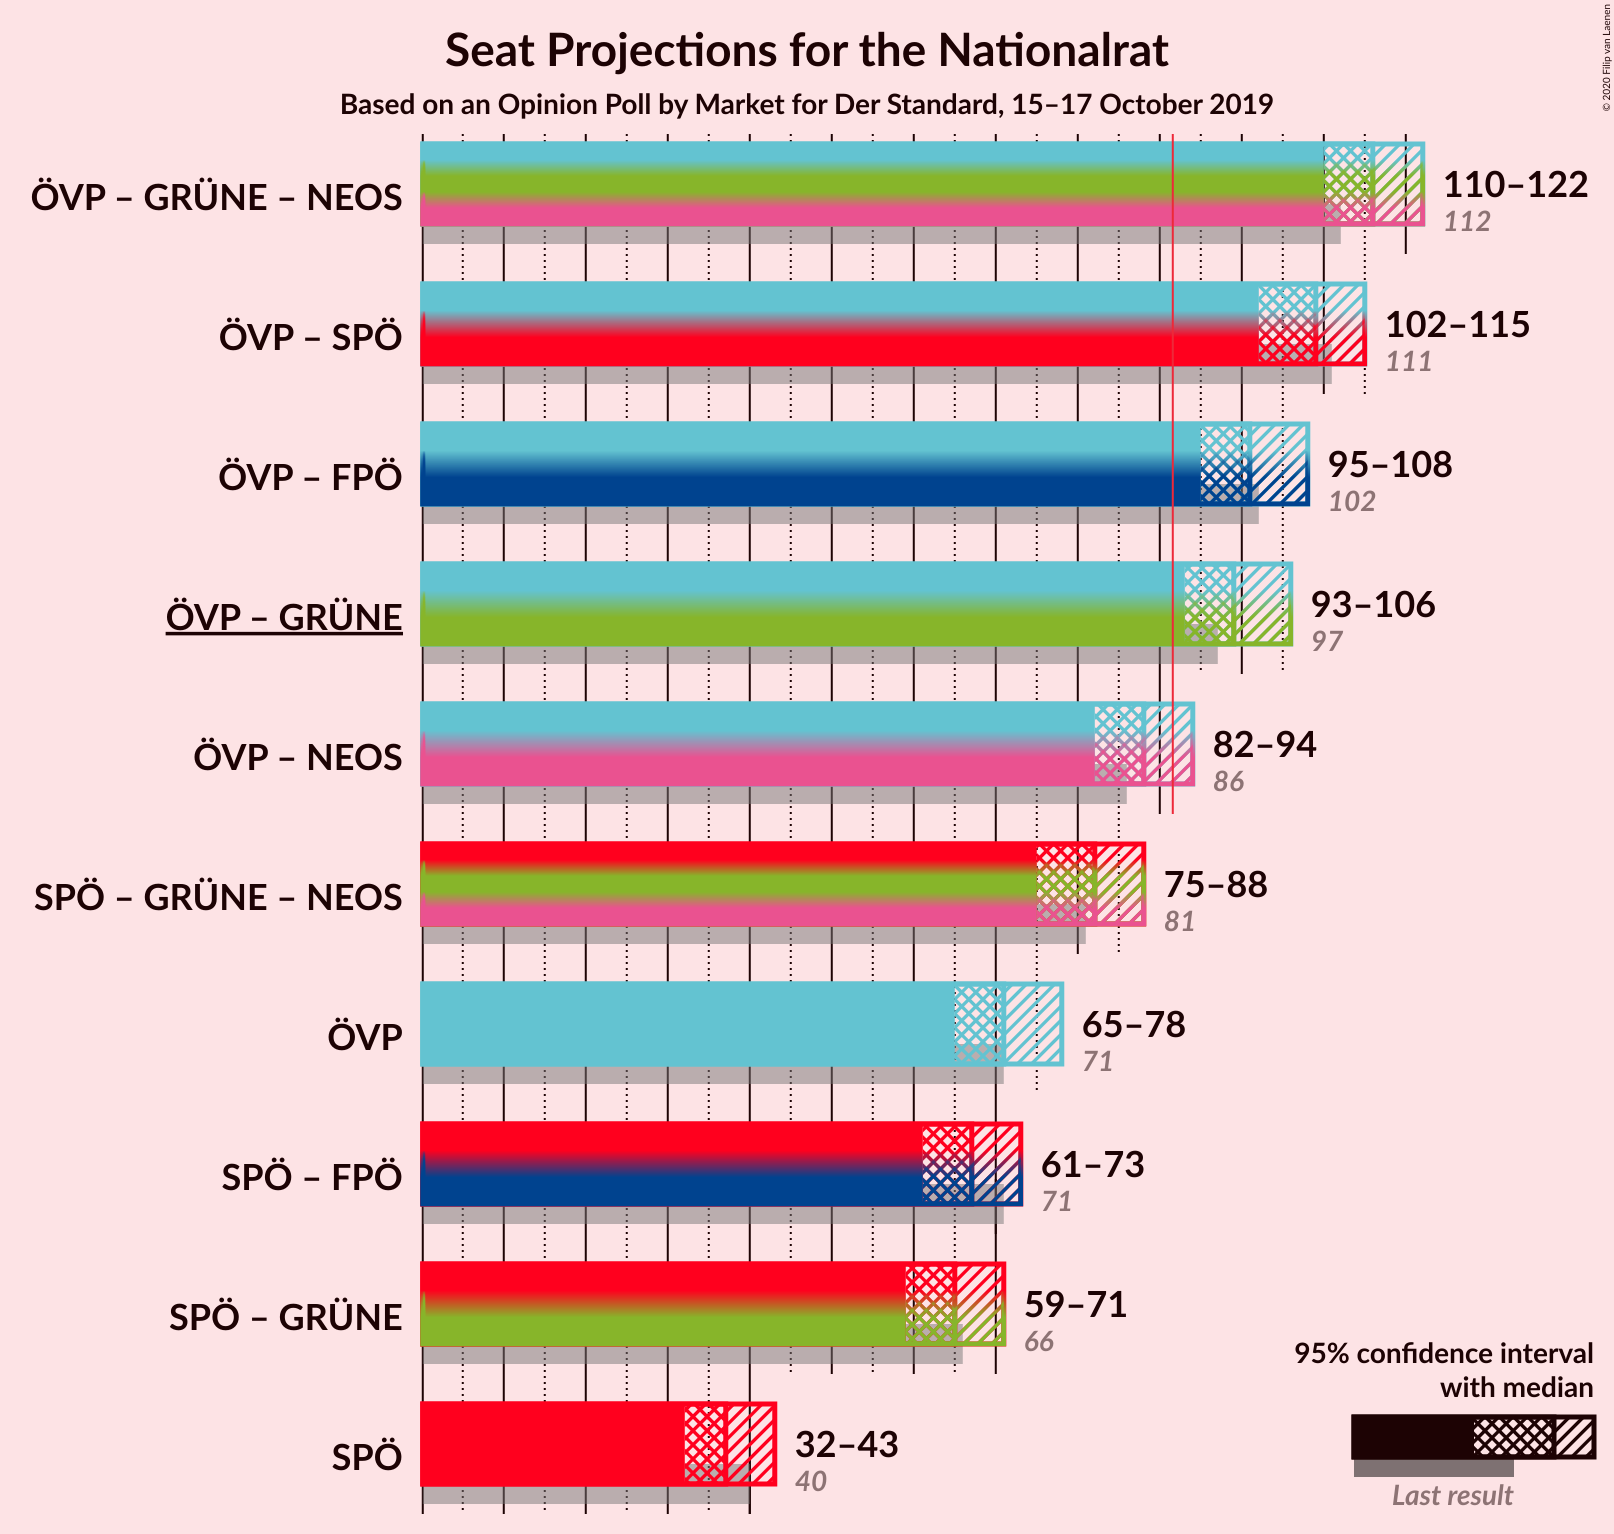 Seat Projections for the Nationalrat
Based on an Opinion Poll by Market for Der Standard, 15–17 October 2019
© 2020 Filip van Laenen
ÖVP – GRÜNE – NEOS
110–122
112
ÖVP – SPÖ
102–115
111
ÖVP – FPÖ
95–108
102
ÖVP – GRÜNE
93–106
97
ÖVP – NEOS
82–94
86
SPÖ – GRÜNE – NEOS
75–88
81
ÖVP
65–78
71
SPÖ – FPÖ
61–73
71
SPÖ – GRÜNE
59–71
66
SPÖ
32–43
40
95% confidence interval
with median
Last result